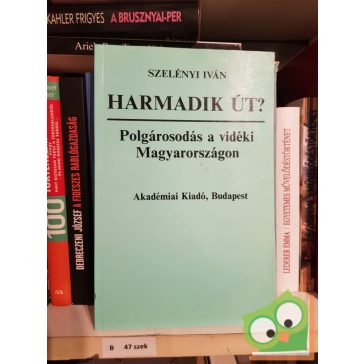 KAHLER FRIGYES A BRUSZNYAI-PER
Ariel
SZELÉNYI IVÁN
HARMADIK ÚT?
Polgárosodás a vidéki
Magyarországon
Akadémiai Kiadó, Budapest
100
DEBRECZENI JÓZSEF A FIDESZES RABLÓGAZDASÁG
LEDERER EMMA / EGYETEMES MŰVELŐDÉSTÖRTÉNET
B 47 szek